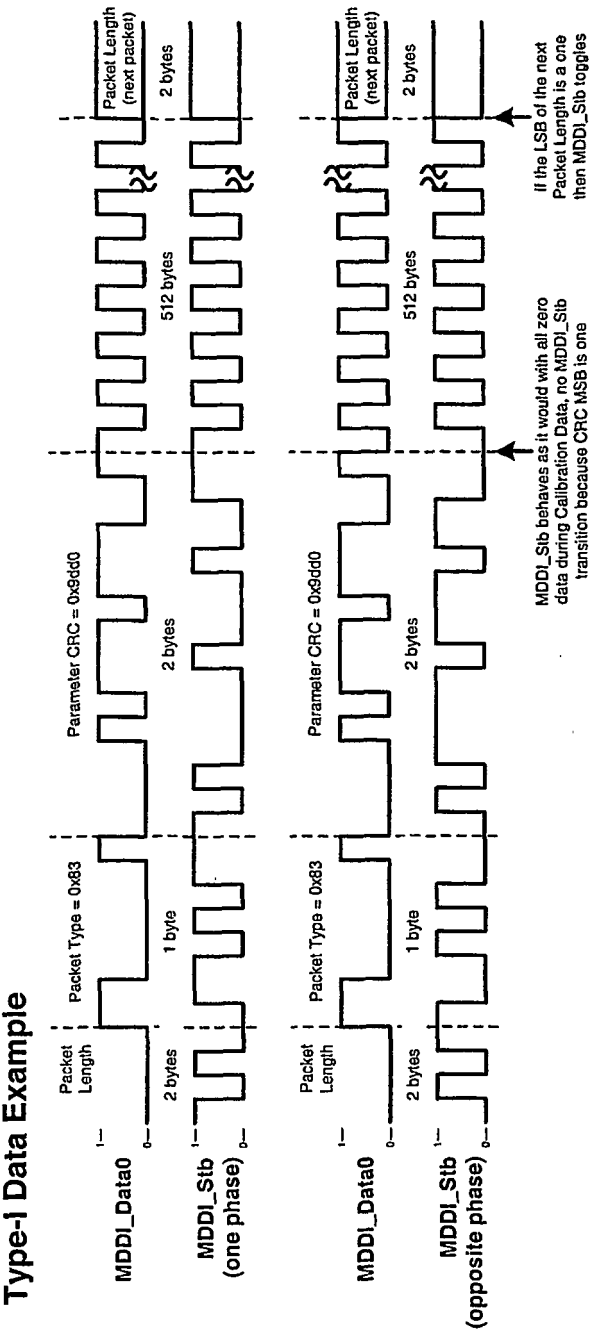 Type-I Data Example
Packet
Length
Packet Type = 0x83
Parameter CRC = 0x9dd0
Packet Length
(next packet)
MDDI_Data0
1
0
2 bytes
1 byte
2 bytes
512 bytes
2 bytes
MDDI_Stb
(one phase)
1
0
Packet
Length
Packet Type = 0x83
Parameter CRC = 0x9dd0
Packet Length
(next packet)
MDDI_Data0
1
0
2 bytes
1 byte
2 bytes
512 bytes
2 bytes
MDDI_Stb
(opposite phase)
1
0
MDDI_Stb behaves as it would with all zero
data during Calibration Data, no MDDI_Stb
transition because CRC MSB is one
If the LSB of the next
Packet Length is a one
then MDDI_Stb toggles